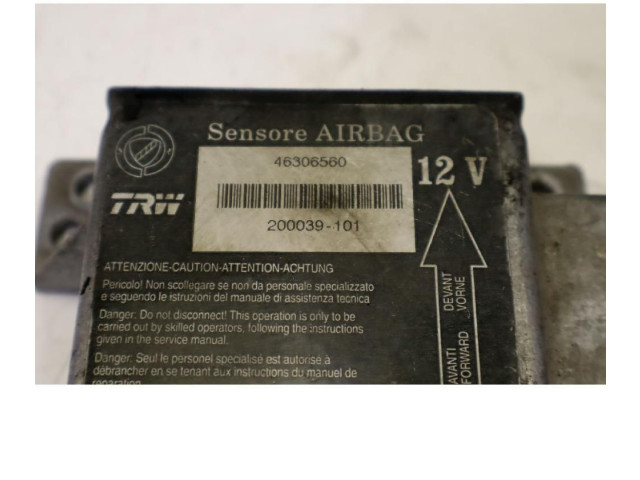 Sensore AIRBAG
46306560
12 V
TRW
200039-101
ATTENZIONE-CAUTION-ATTENTION-ACHTUNG
Pericolo! Non scollegare se non da personale specializzato
e seguendo le istruzioni del manuale di assistenza tecnica
Danger: Do not disconnect! This operation is only to be
carried out by skilled operators, following the instructions
given in the service manual.
Danger: Seul le personel specialisé est autorisé à
débrancher en se tenant aux instructions du manuel de
reparation.
DEVANT
VORNE
AVANTI
FORWARD